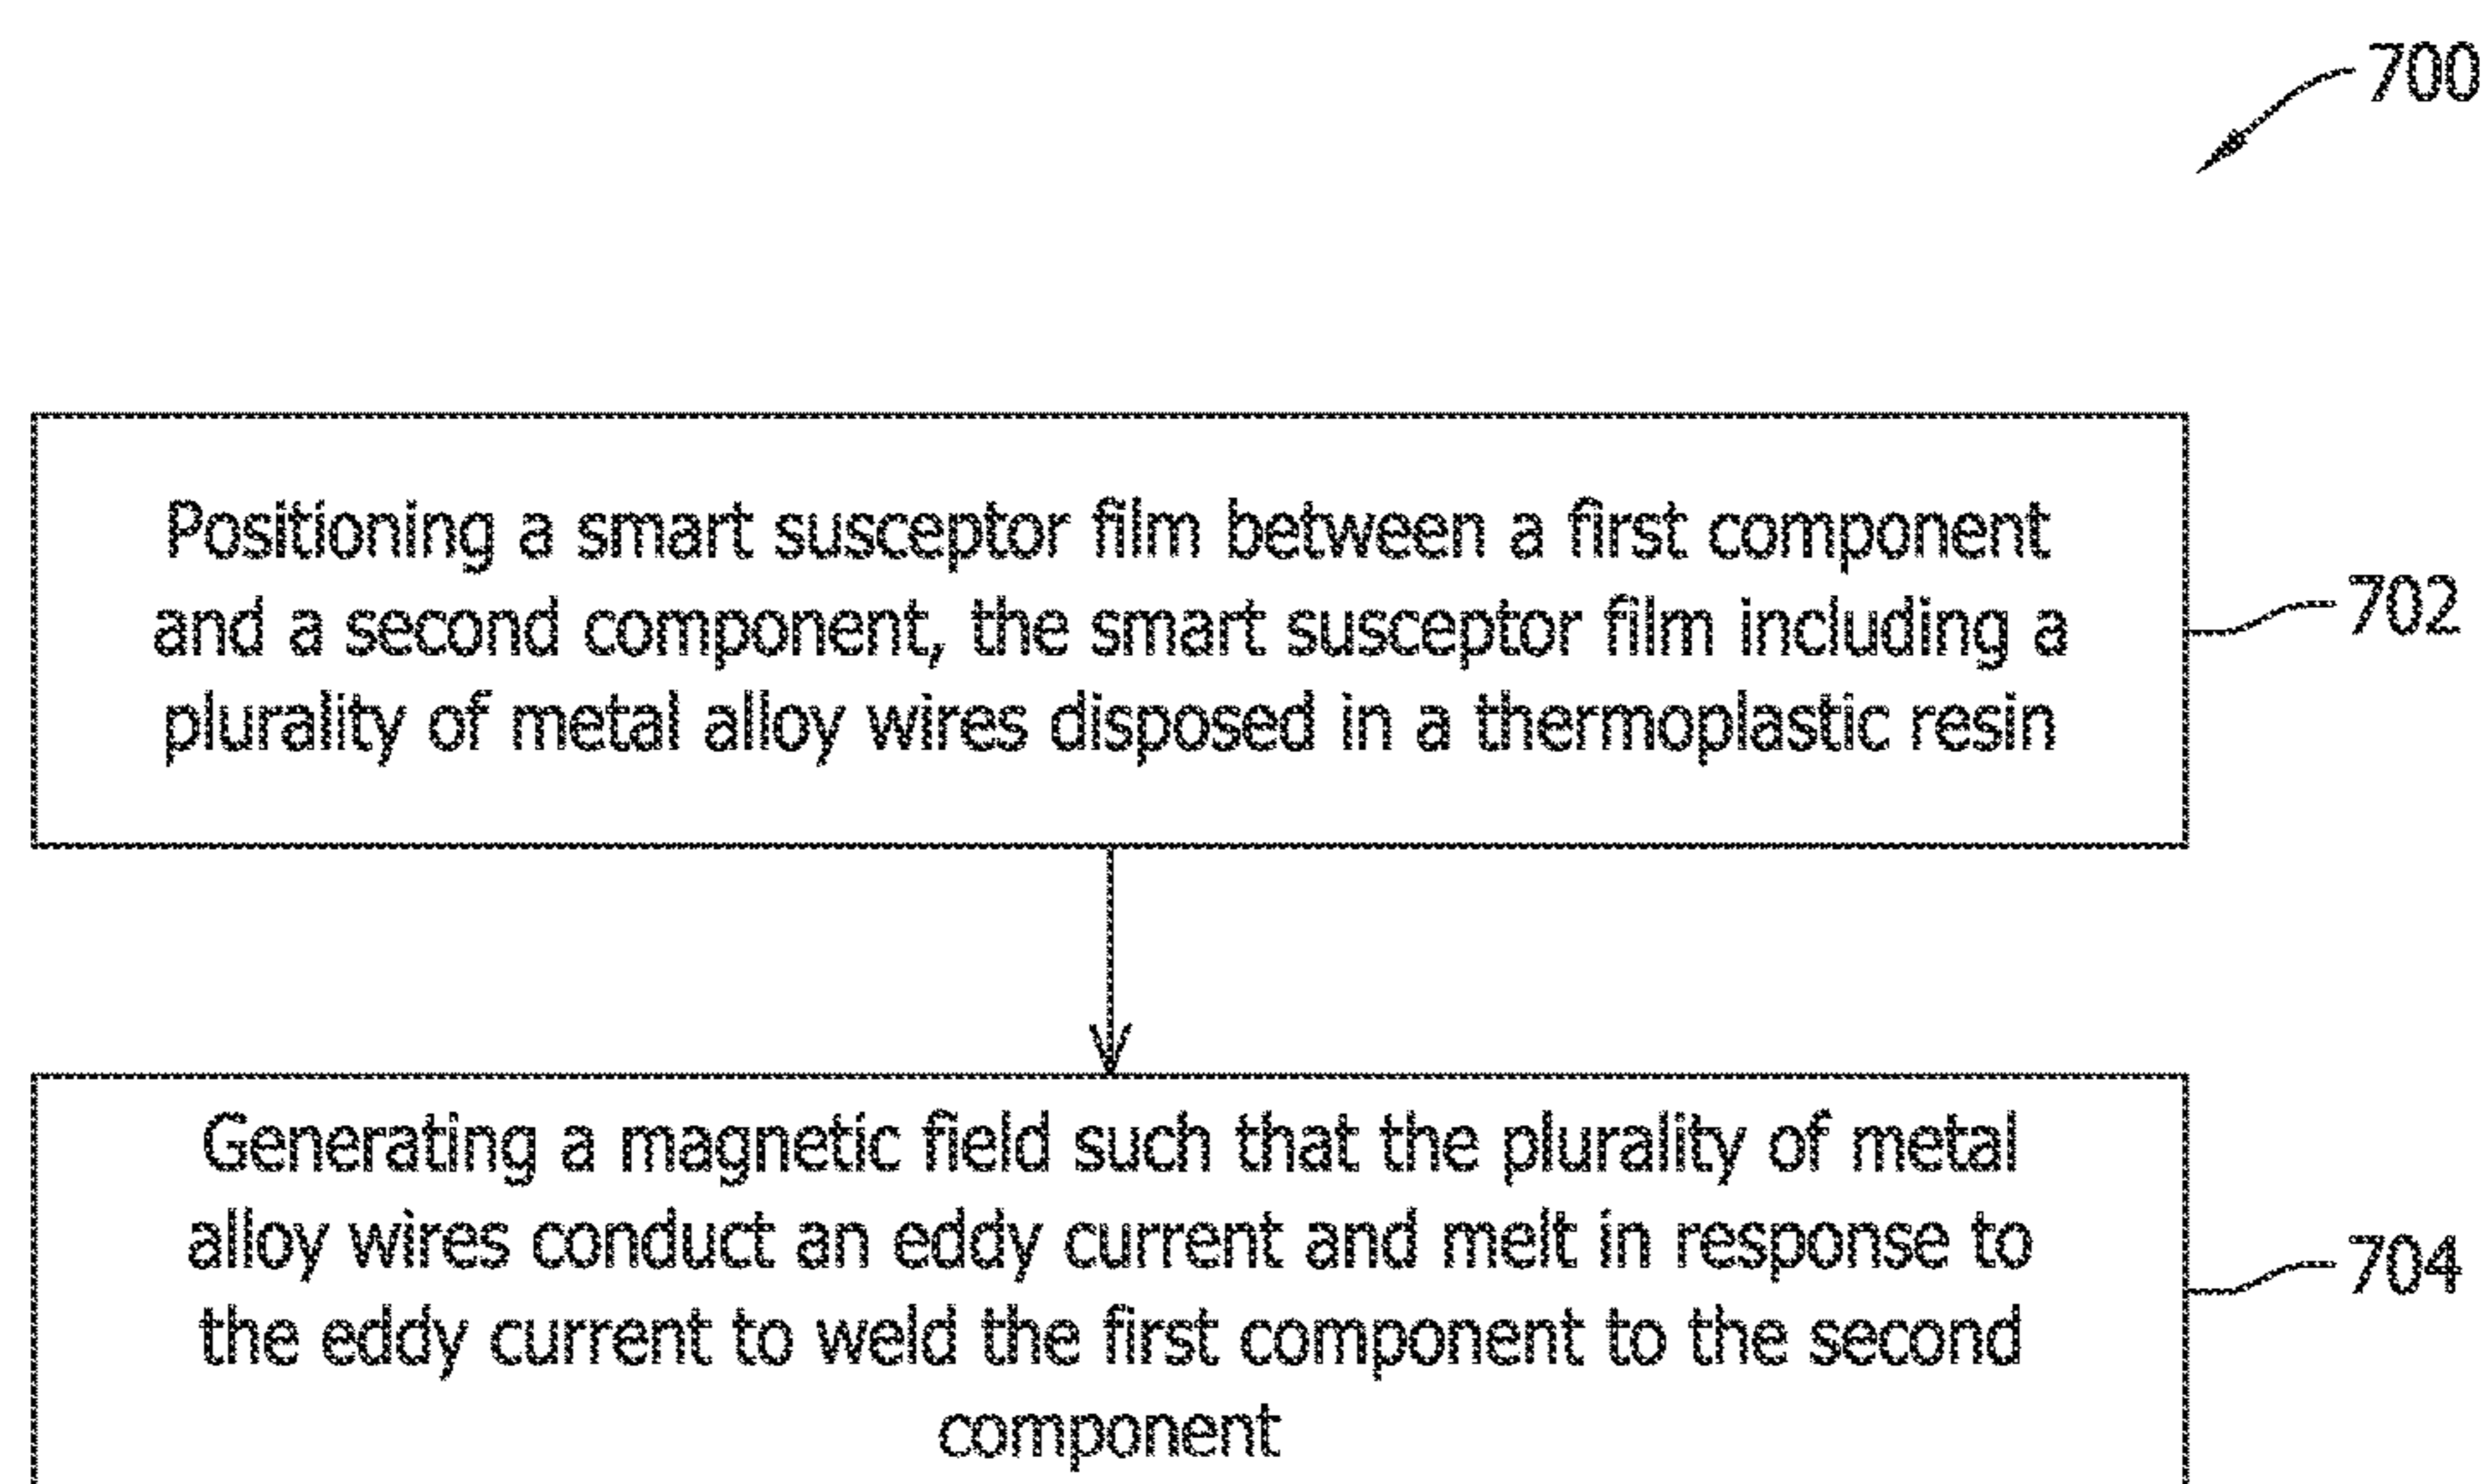 700
Positioning a smart susceptor film between a first component
and a second component, the smart susceptor film including a
plurality of metal alloy wires disposed in a thermoplastic resin
702
Generating a magnetic field such that the plurality of metal
alloy wires conduct an eddy current and melt in response to
the eddy current to weld the first component to the second
component
704